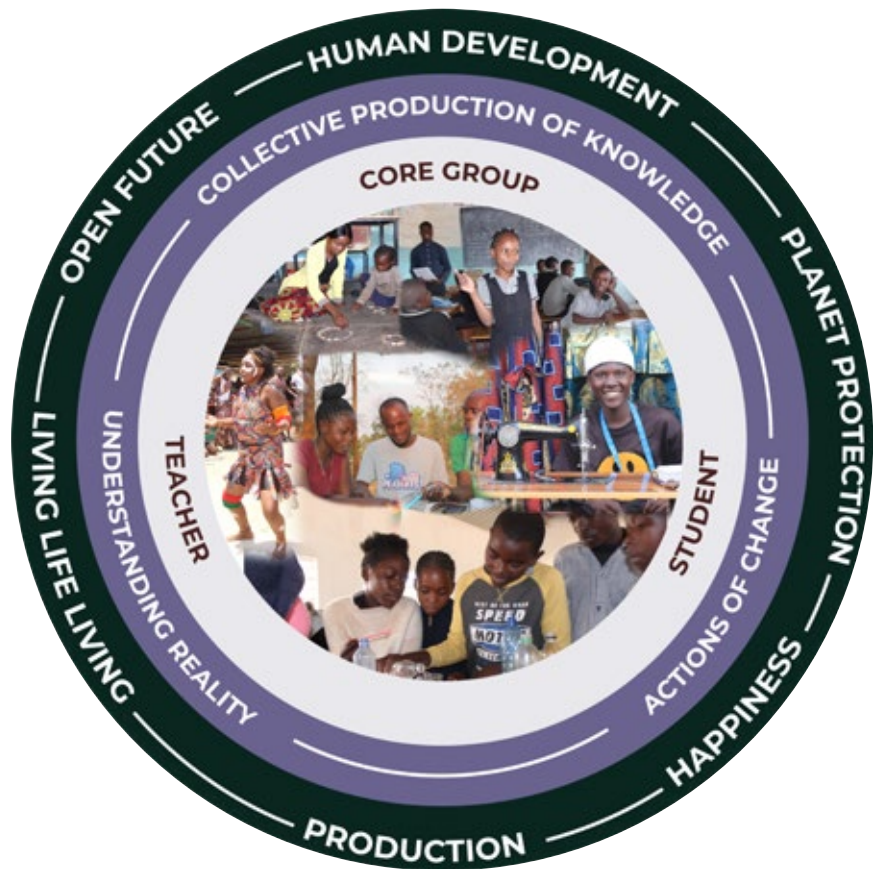 HUMAN DEVELOPMENT
PLANET PROTECTION
HAPPINESS
PRODUCTION
LIVING LIFE LIVING
OPEN FUTURE
COLLECTIVE PRODUCTION OF KNOWLEDGE
ACTIONS OF CHANGE
UNDERSTANDING REALITY
CORE GROUP
STUDENT
TEACHER
SPEED